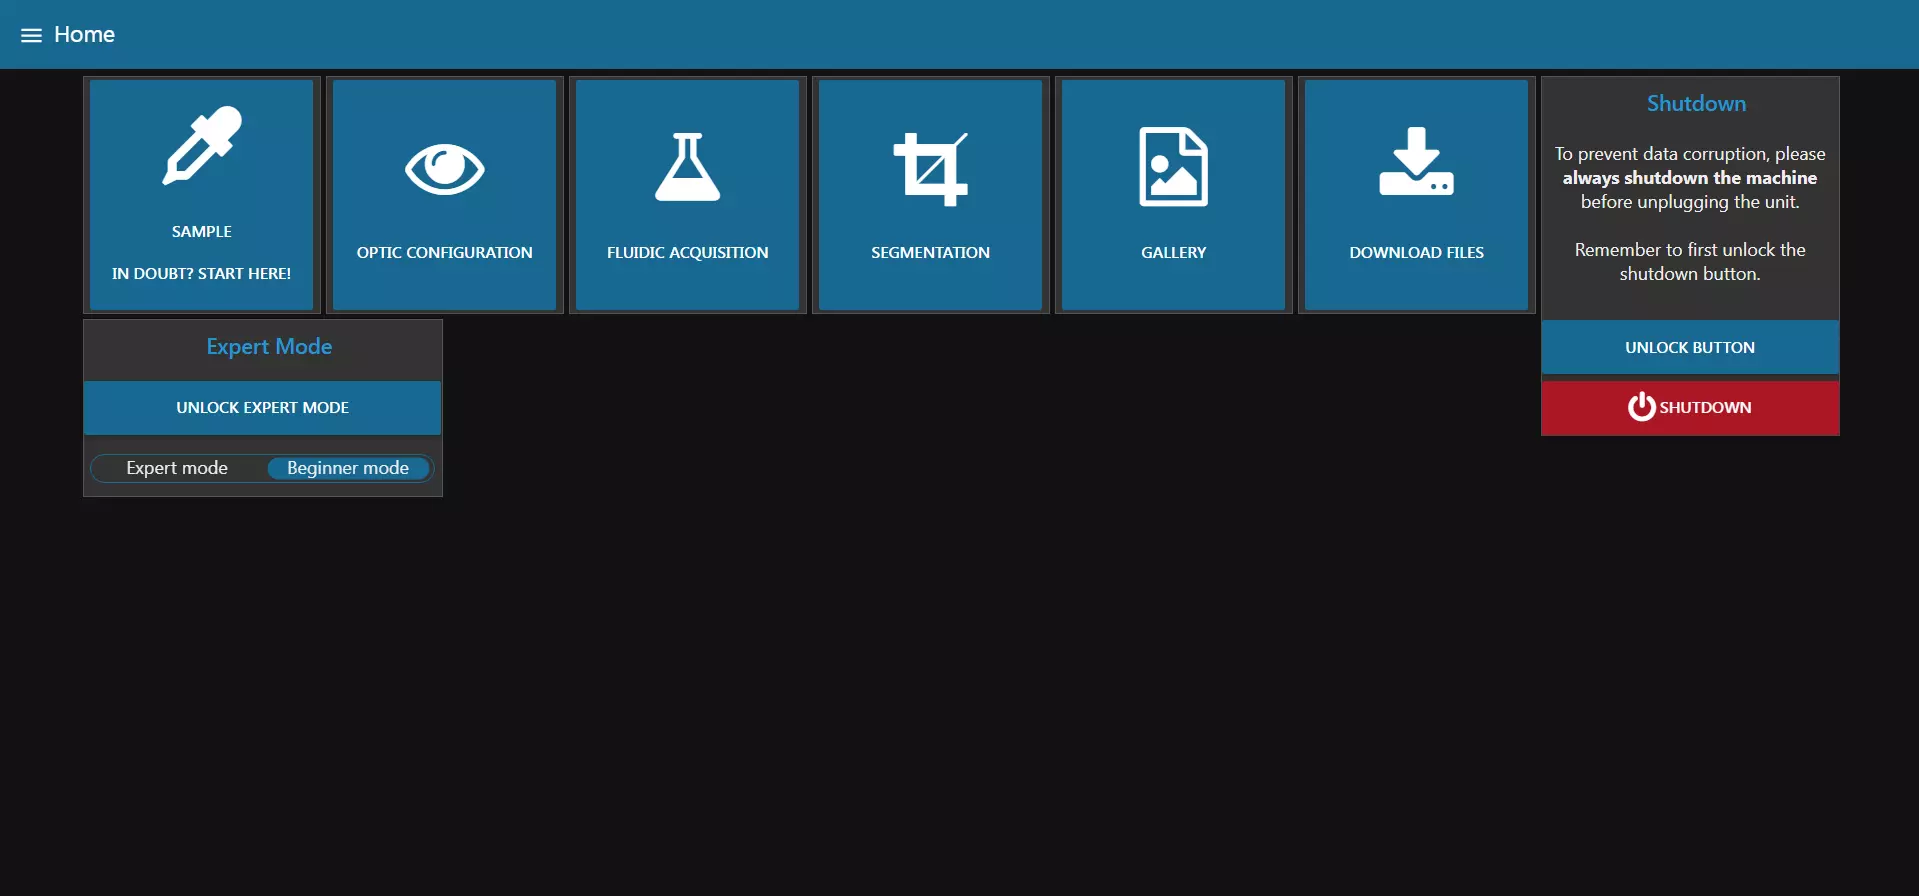 Home
SAMPLE
IN DOUBT? START HERE!
OPTIC CONFIGURATION
FLUIDIC ACQUISITION
SEGMENTATION
GALLERY
DOWNLOAD FILES
Shutdown
To prevent data corruption, please
always shutdown the machine
before unplugging the unit.
Remember to first unlock the
shutdown button.
UNLOCK BUTTON
SHUTDOWN
Expert Mode
UNLOCK EXPERT MODE
Expert mode
Beginner mode